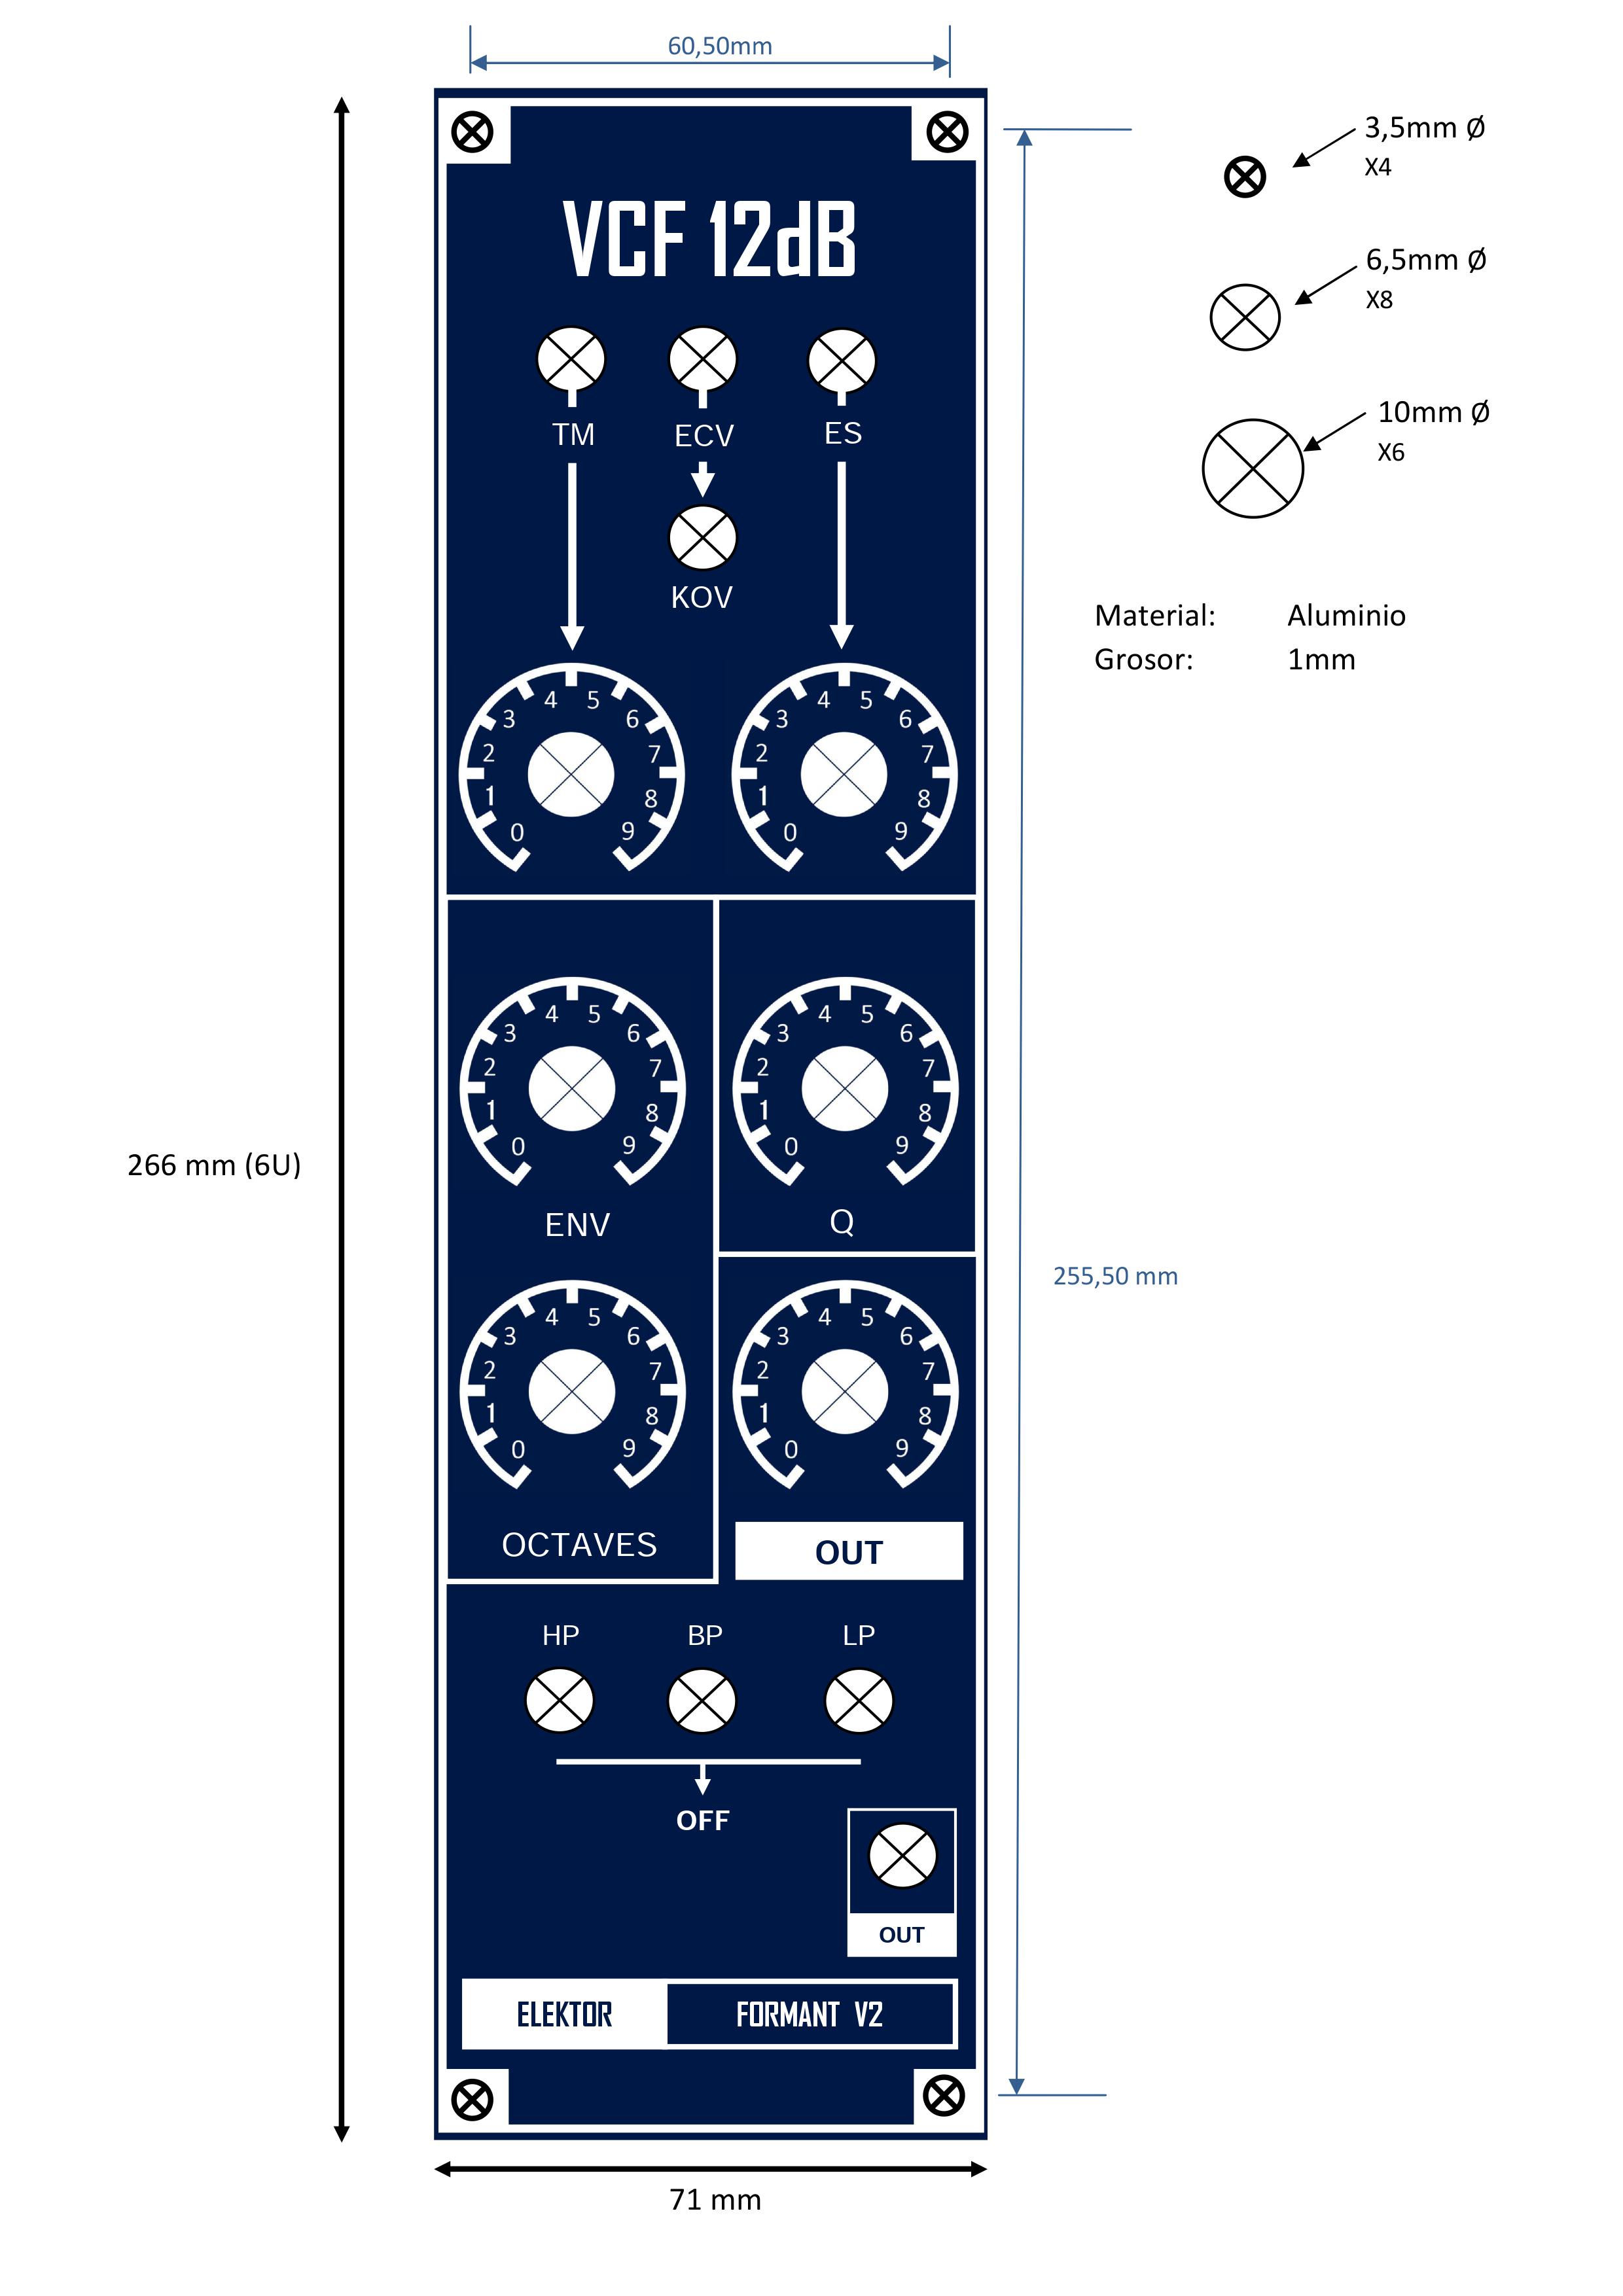 60,50mm
3,5mm Ø
X4
VCF 12dB
6,5mm Ø
X8
10mm Ø
X6
TM ECV ES
KOV
Material: Aluminio
Grosor: 1mm
0 1 2 3 4 5 6 7 8 9
0 1 2 3 4 5 6 7 8 9
0 1 2 3 4 5 6 7 8 9
0 1 2 3 4 5 6 7 8 9
266 mm (6U)
ENV Q
255,50 mm
0 1 2 3 4 5 6 7 8 9
0 1 2 3 4 5 6 7 8 9
OCTAVES OUT
HP BP LP
OFF
OUT
ELEKTOR FORMANT V2
71 mm